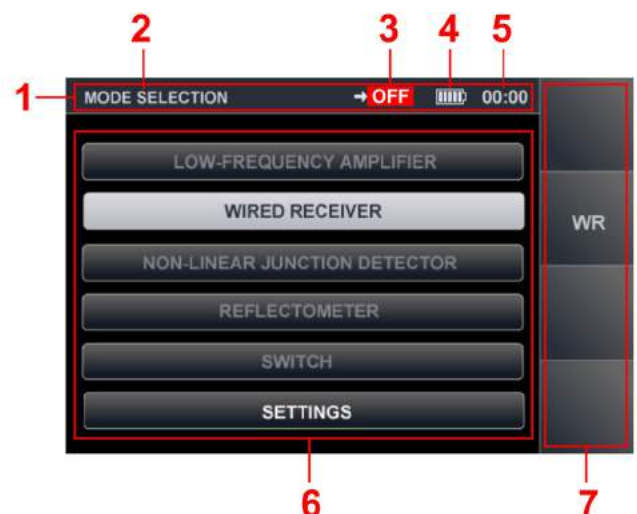 2 3 4 5
1 MODE SELECTION → OFF 00:00
LOW-FREQUENCY AMPLIFIER
WIRED RECEIVER
WR
NON-LINEAR JUNCTION DETECTOR
REFLECTOMETER
SWITCH
SETTINGS
6 7